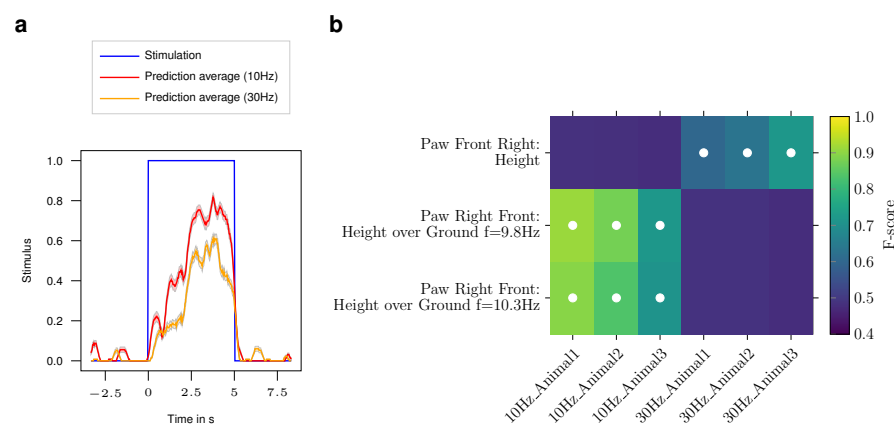 a
Stimulation
Prediction average (10Hz)
Prediction average (30Hz)
1.0
0.8
0.6
0.4
0.2
0.0
Stimulus
−2.5
0
2.5
5
7.5
Time in s
b
Paw Front Right:
Height
Paw Right Front:
Height over Ground f=9.8Hz
Paw Right Front:
Height over Ground f=10.3Hz
10Hz_Animal1
10Hz_Animal2
10Hz_Animal3
30Hz_Animal1
30Hz_Animal2
30Hz_Animal3
1.0
0.9
0.8
0.7
0.6
0.5
0.4
F-score